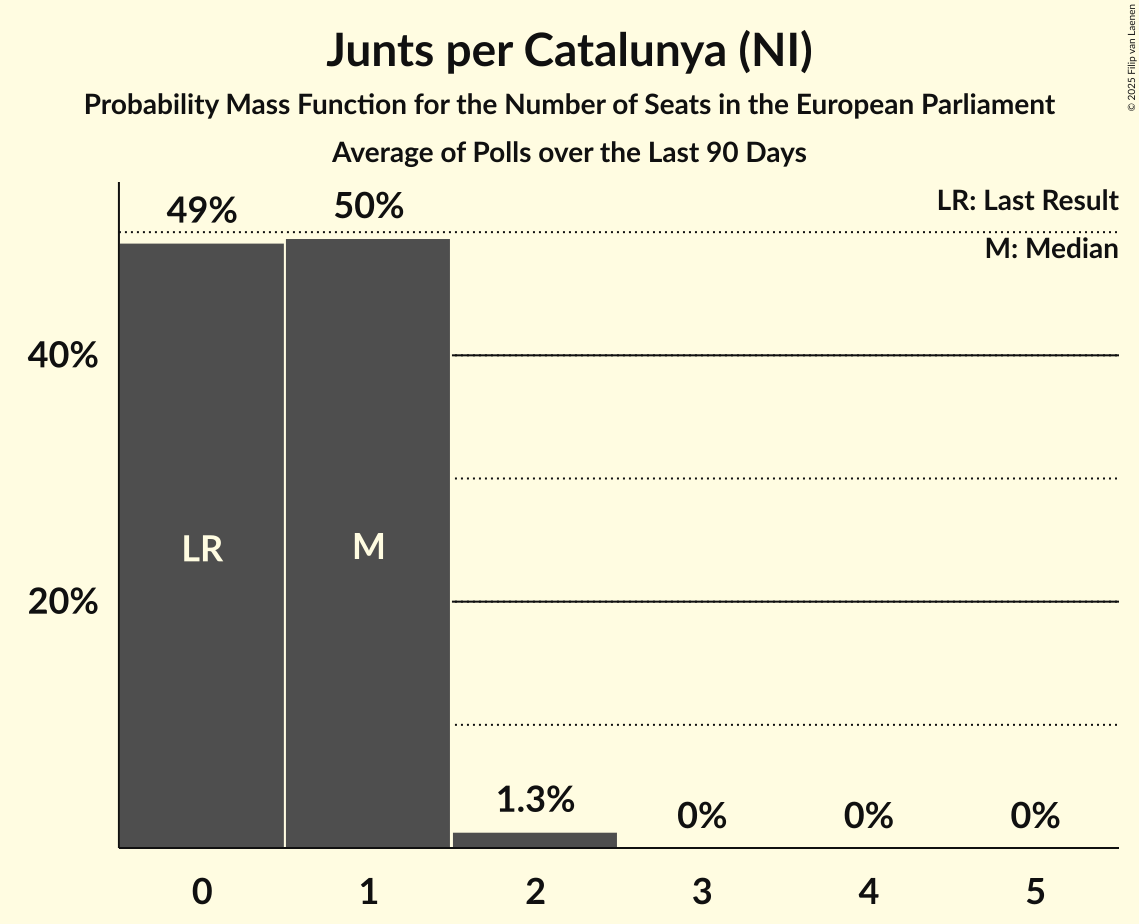 Junts per Catalunya (NI)
Probability Mass Function for the Number of Seats in the European Parliament
Average of Polls over the Last 90 Days
© 2025 Filip van Laenen
LR: Last Result
M: Median
49%
50%
40%
20%
LR
M
1.3%
0%
0%
0%
0
1
2
3
4
5